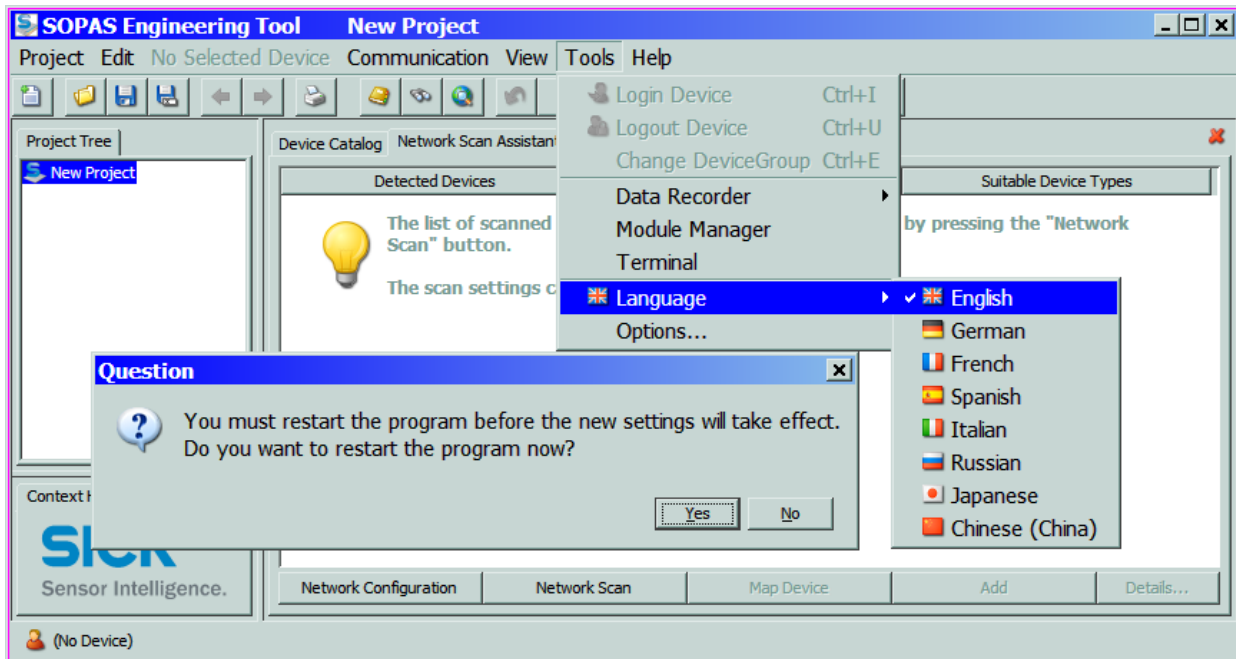 SOPAS Engineering Tool New Project
Project Edit No Selected Device Communication View Tools Help
Login Device Ctrl+I
Logout Device Ctrl+U
Change DeviceGroup Ctrl+E
Data Recorder
Module Manager
Terminal
Language
Options...
English
German
French
Spanish
Italian
Russian
Japanese
Chinese (China)
Project Tree
New Project
Device Catalog Network Scan Assistan
Detected Devices Suitable Device Types
The list of scanned by pressing the "Network
Scan" button.
The scan settings c
Question
You must restart the program before the new settings will take effect.
Do you want to restart the program now?
Yes No
Context H
SICK
Sensor Intelligence.
Network Configuration Network Scan Map Device Add Details...
(No Device)